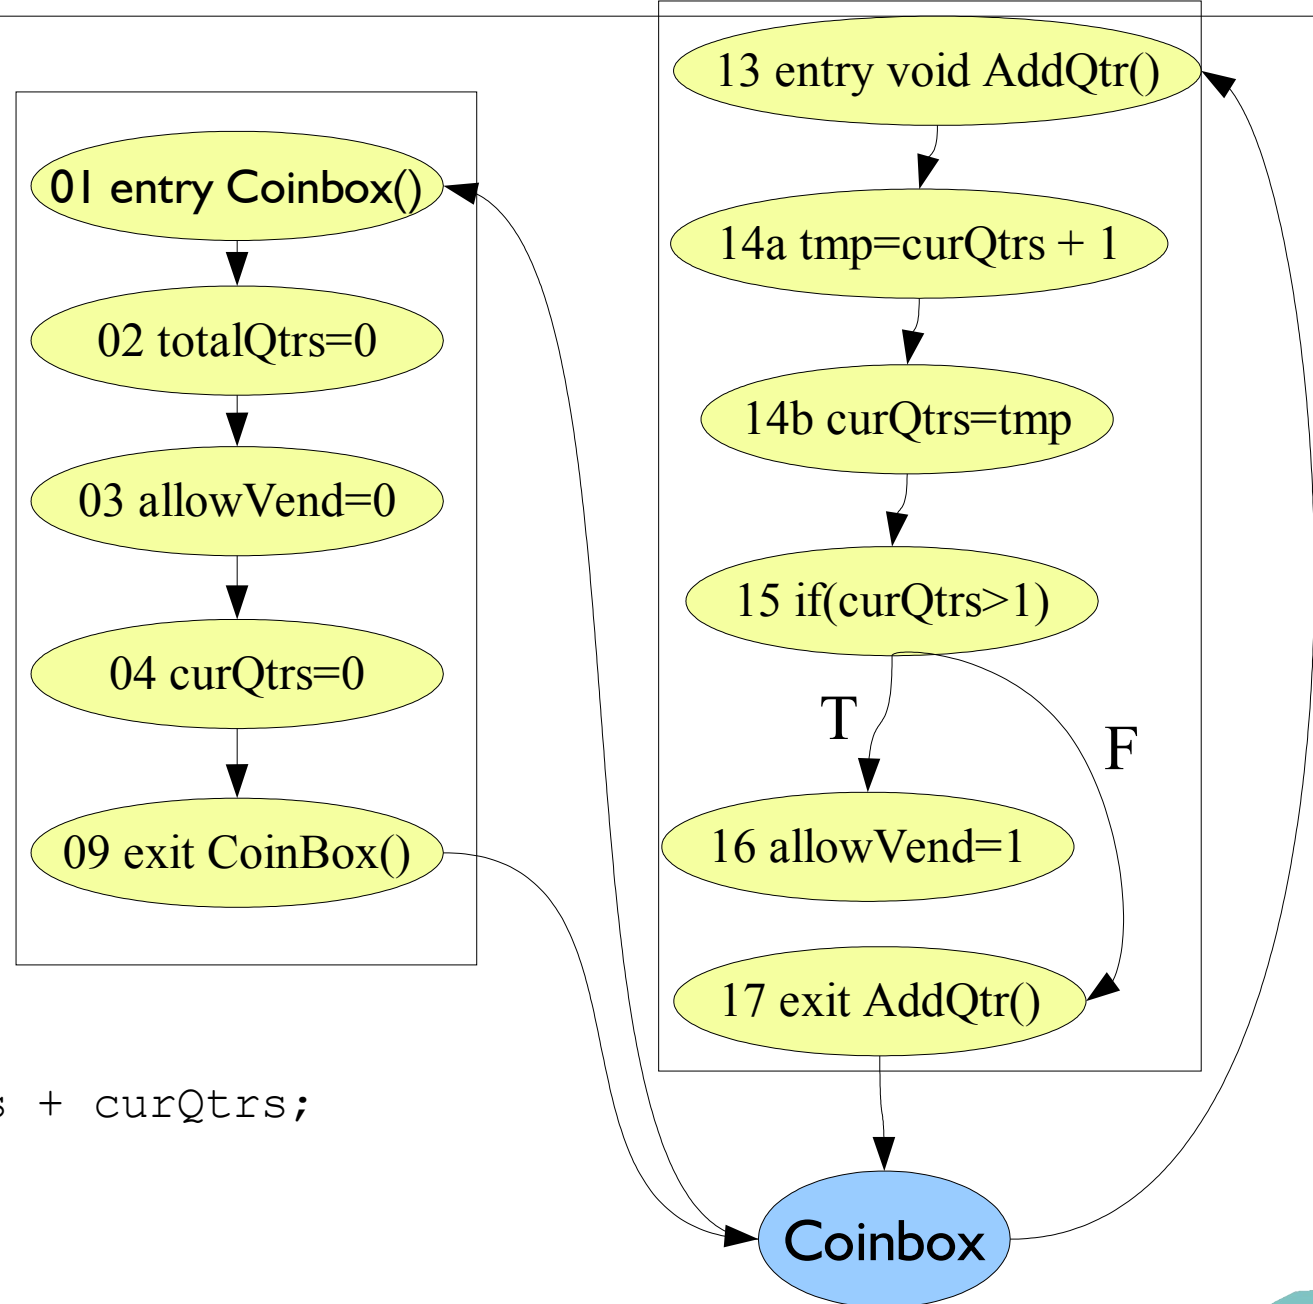 01 entry Coinbox()
02 totalQtrs=0
03 allowVend=0
04 curQtrs=0
09 exit CoinBox()
s + curQtrs;
13 entry void AddQtr()
14a tmp=curQtrs + 1
14b curQtrs=tmp
15 if(curQtrs>1)
T
F
16 allowVend=1
17 exit AddQtr()
Coinbox